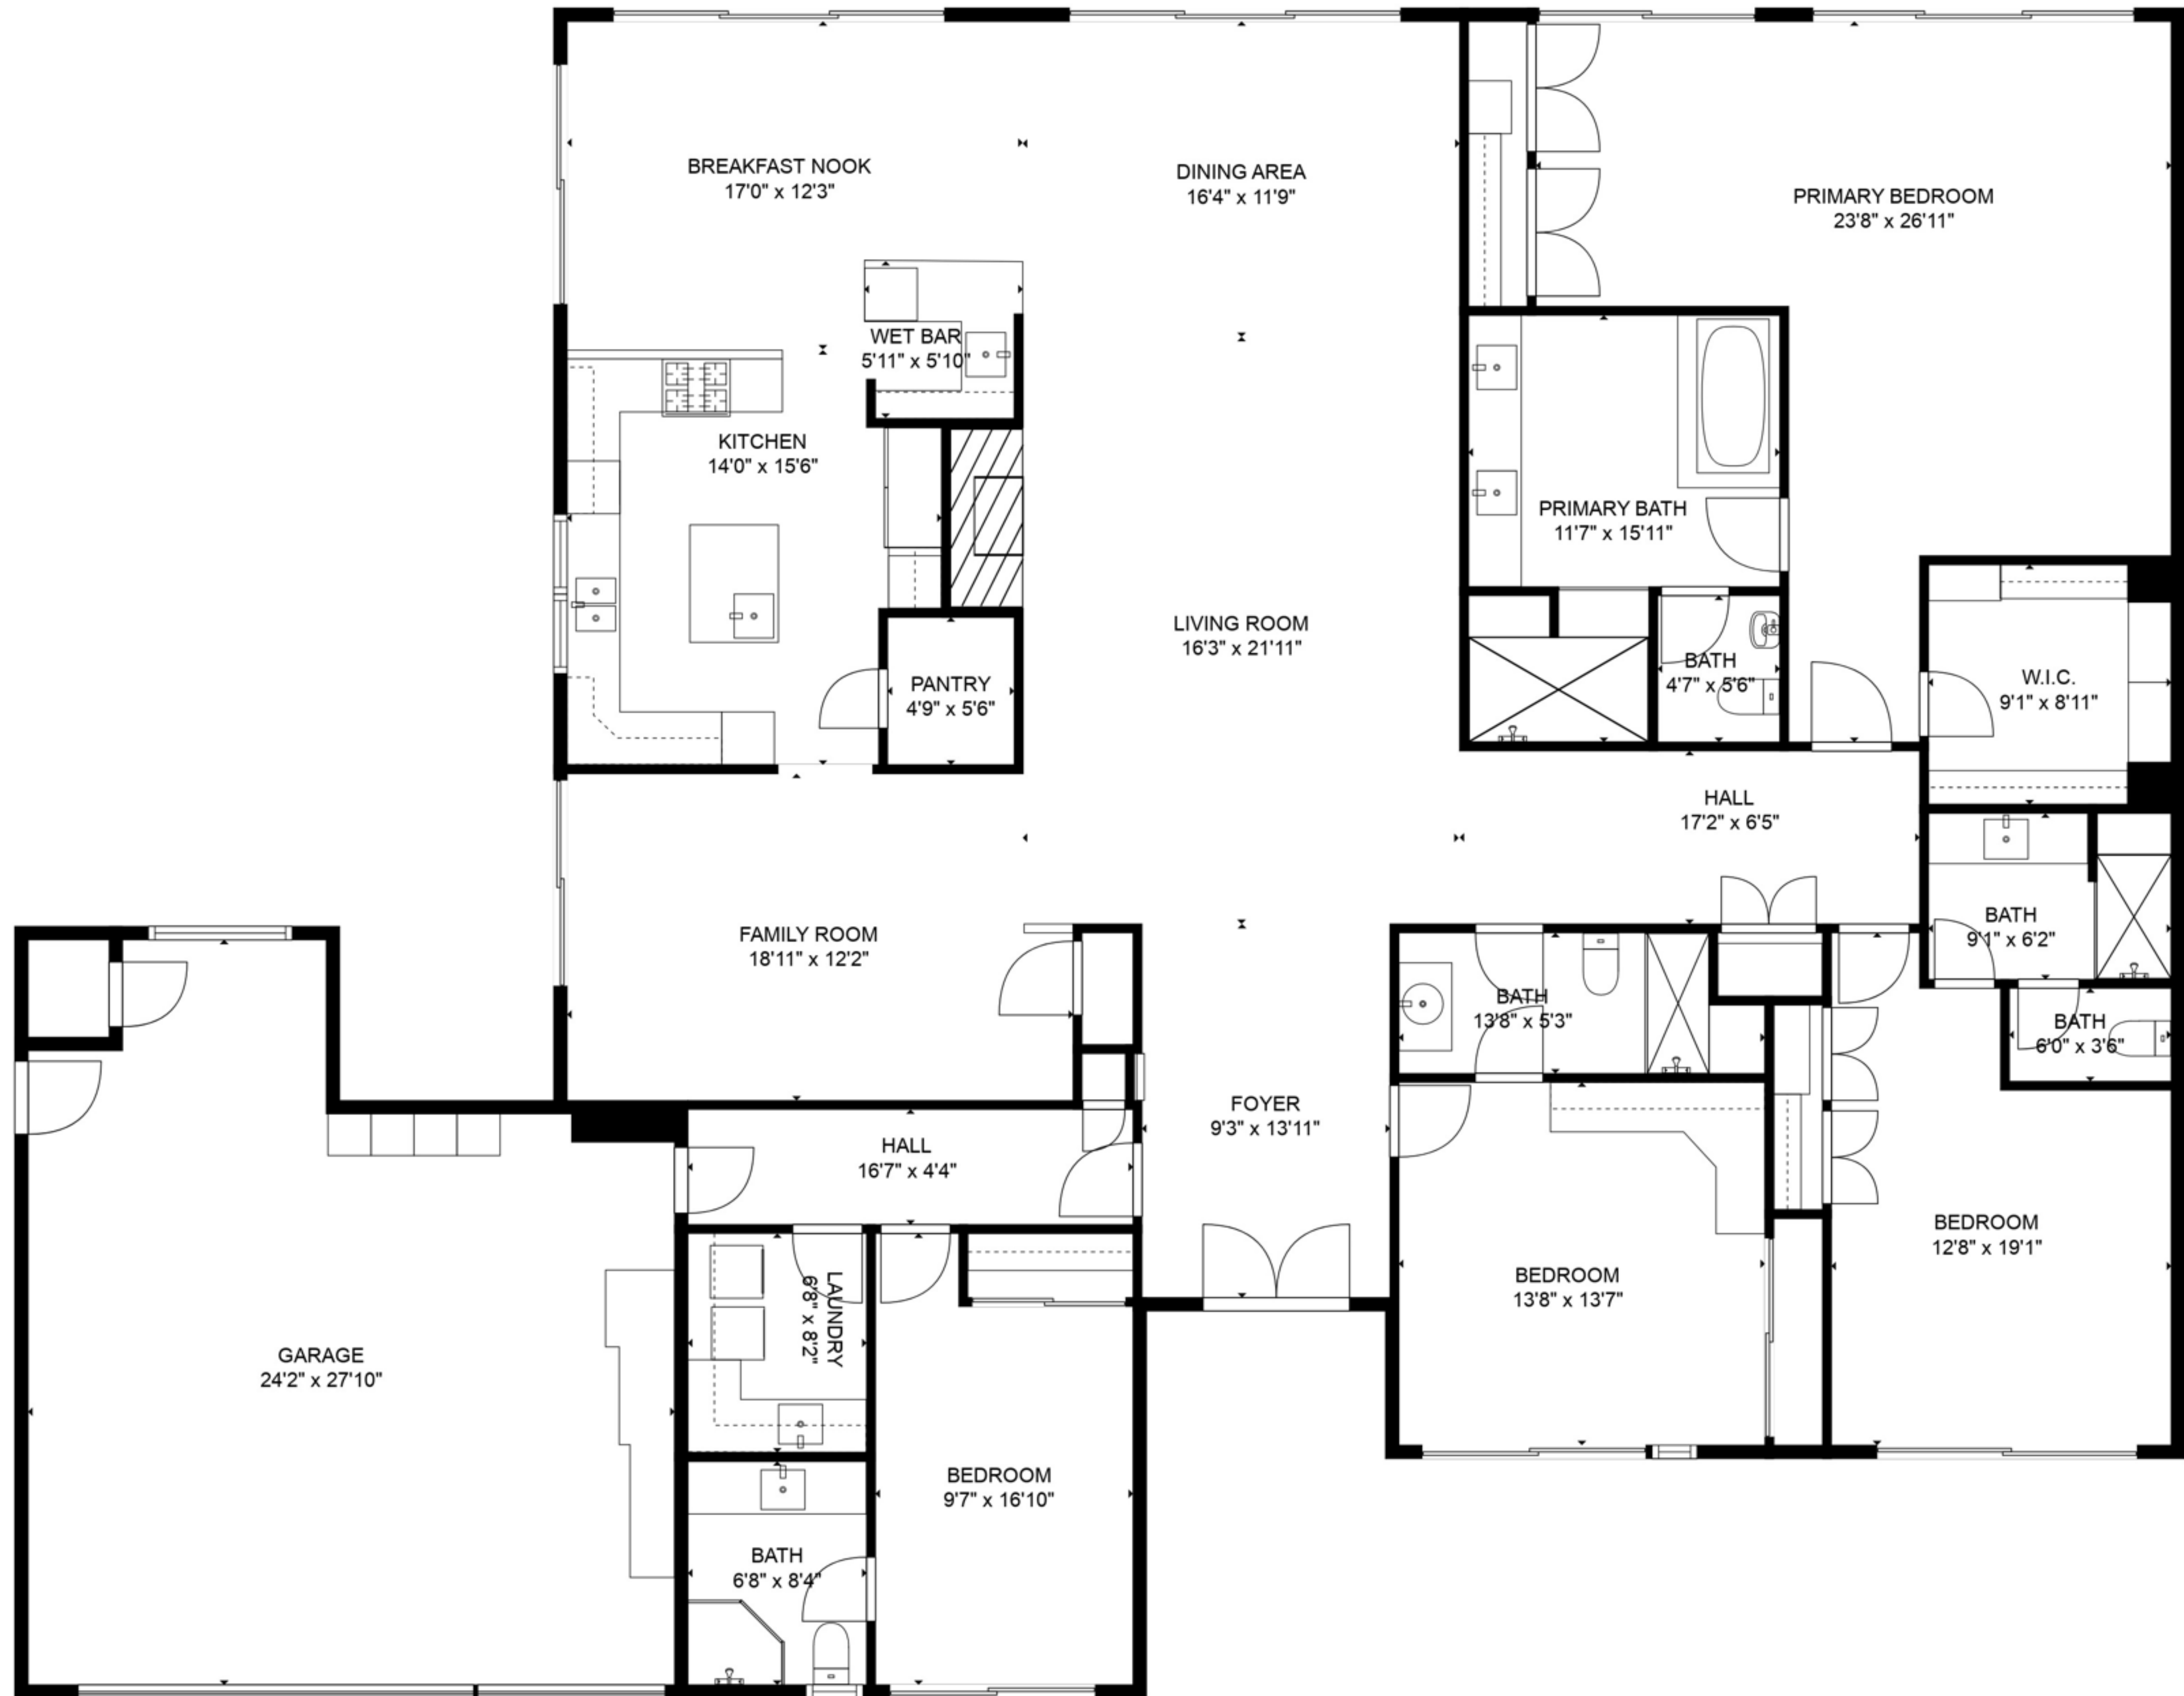 BREAKFAST NOOK
17'0" x 12'3"
DINING AREA
16'4" x 11'9"
PRIMARY BEDROOM
23'8" x 26'11"
WET BAR
5'11" x 5'10"
KITCHEN
14'0" x 15'6"
PRIMARY BATH
11'7" x 15'11"
LIVING ROOM
16'3" x 21'11"
BATH
4'7" x 5'6"
PANTRY
4'9" x 5'6"
W.I.C.
9'1" x 8'11"
HALL
17'2" x 6'5"
FAMILY ROOM
18'11" x 12'2"
BATH
9'1" x 6'2"
BATH
13'8" x 5'3"
BATH
6'0" x 3'6"
FOYER
9'3" x 13'11"
HALL
16'7" x 4'4"
BEDROOM
12'8" x 19'1"
BEDROOM
13'8" x 13'7"
LAUNDRY
6'8" x 8'2"
GARAGE
24'2" x 27'10"
BEDROOM
9'7" x 16'10"
BATH
6'8" x 8'4"